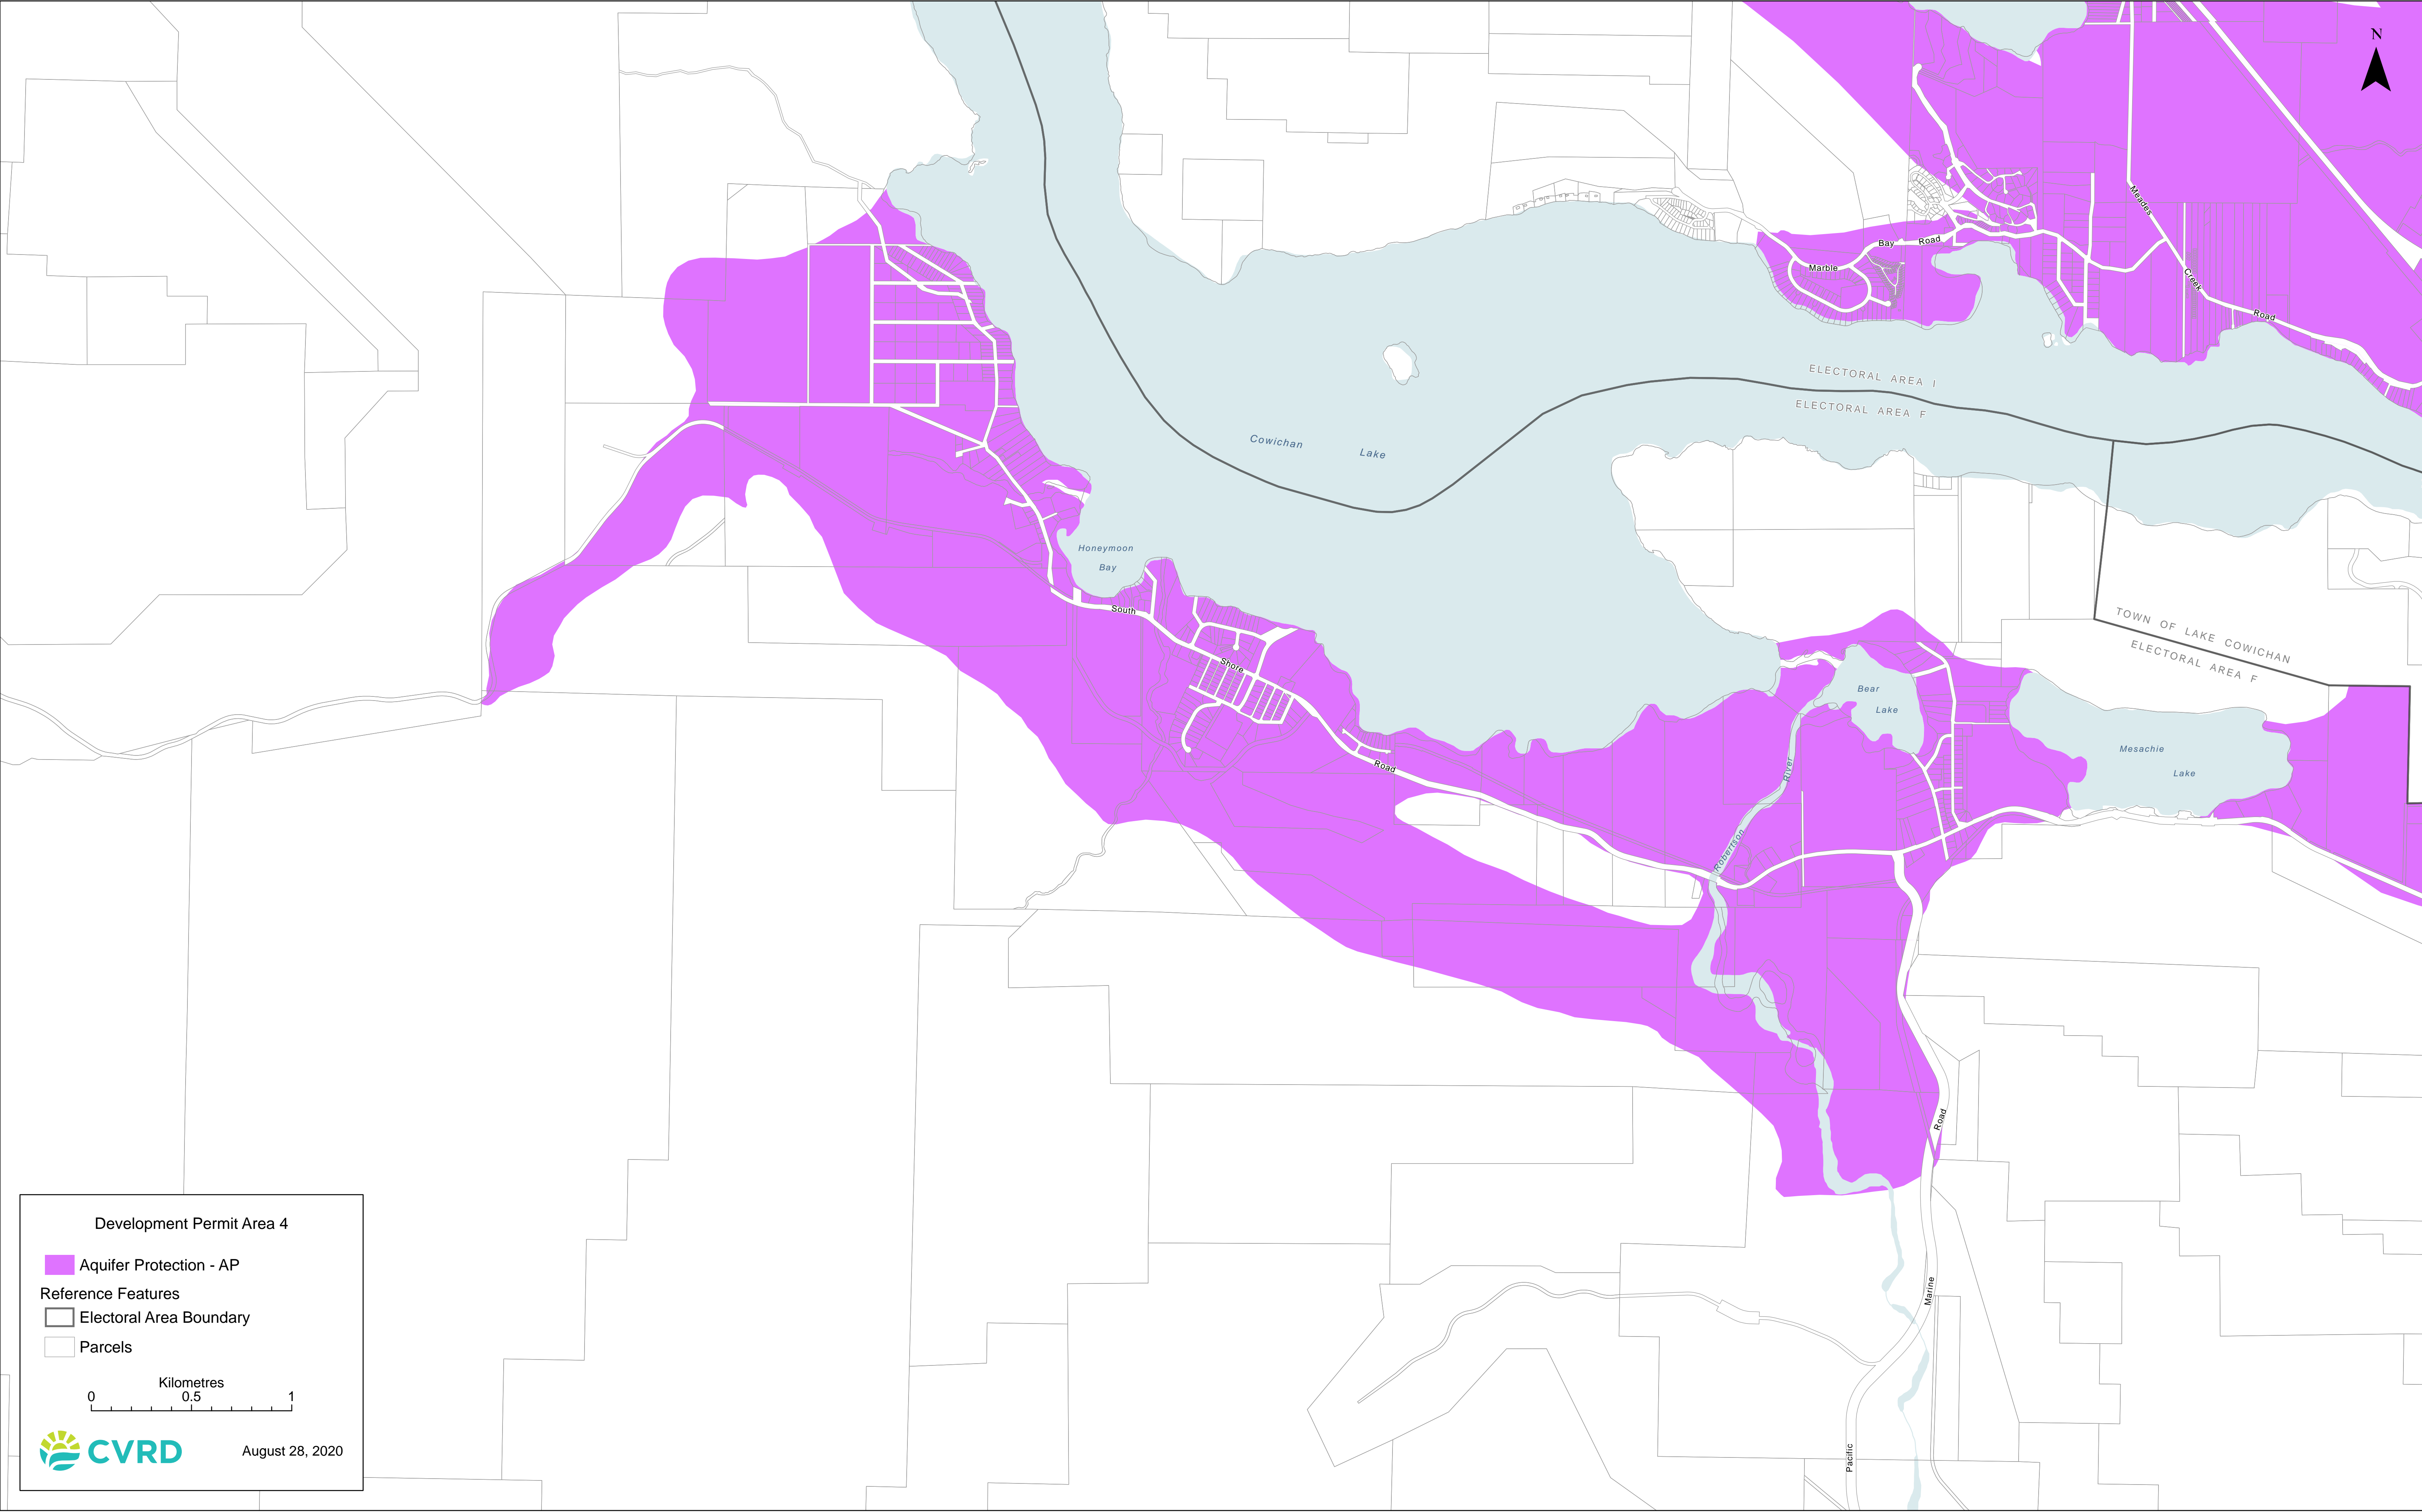 N
Meades
Creek
Road
Bay Road
Marble
ELECTORAL AREA I
ELECTORAL AREA F
Cowichan
Lake
Honeymoon
Bay
South
Shore
Road
TOWN OF LAKE COWICHAN
ELECTORAL AREA F
Bear
Lake
Mesachie
Lake
River
Robertson
Road
Marine
Pacific
Development Permit Area 4
Aquifer Protection - AP
Reference Features
Electoral Area Boundary
Parcels
Kilometres
0 0.5 1
CVRD
August 28, 2020